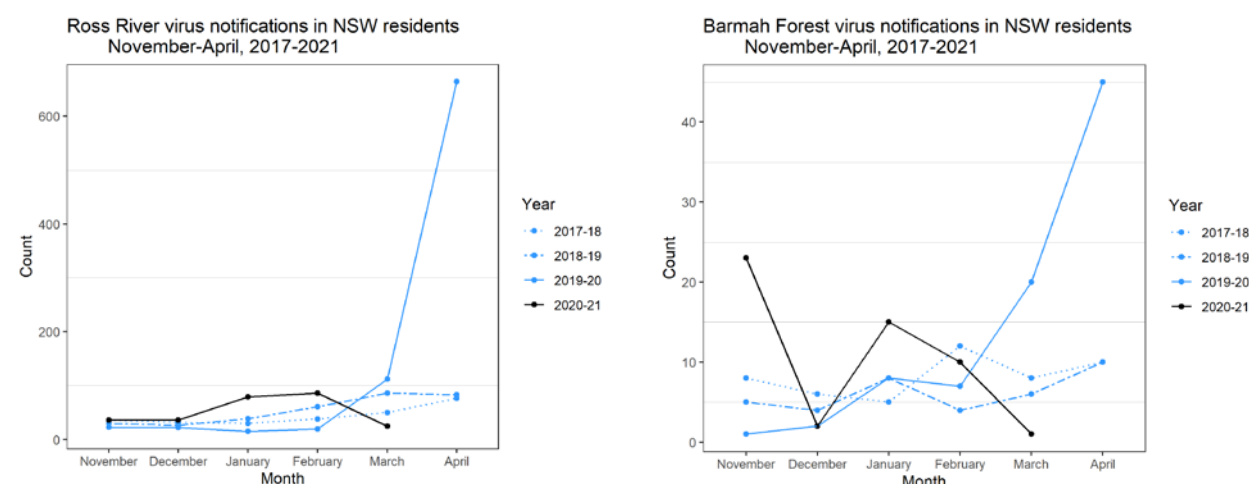 Ross River virus notifications in NSW residents
November-April, 2017-2021
600
400
200
0
Count
November December January February March April
Month
Year
2017-18
2018-19
2019-20
2020-21
Barmah Forest virus notifications in NSW residents
November-April, 2017-2021
40
30
20
10
0
Count
November December January February March April
Month
Year
2017-18
2018-19
2019-20
2020-21